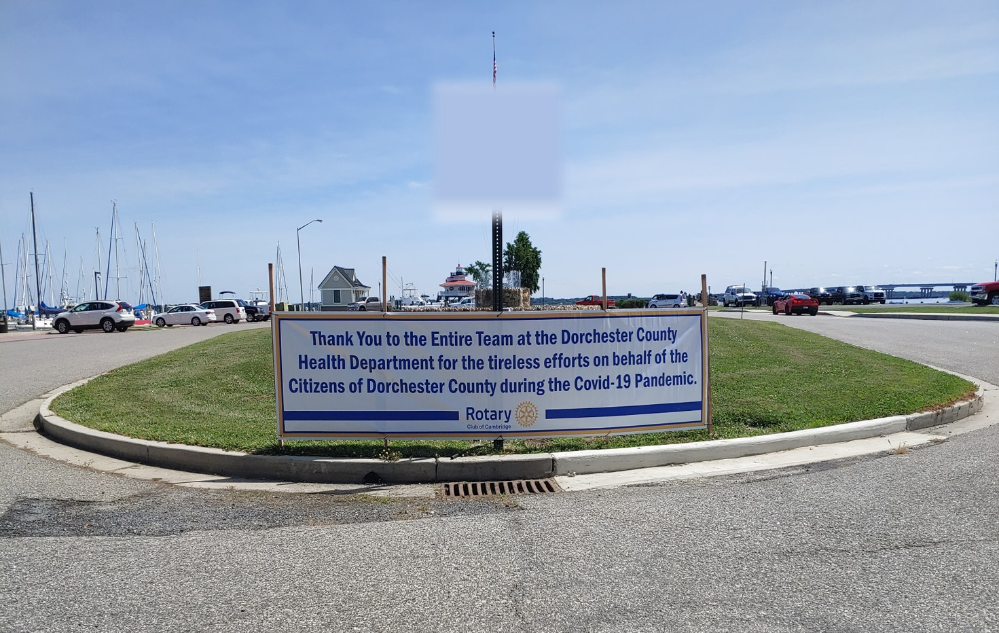 Thank You to the Entire Team at the Dorchester County
Health Department for the tireless efforts on behalf of the
Citizens of Dorchester County during the Covid-19 Pandemic.
Rotary
Club of Cambridge